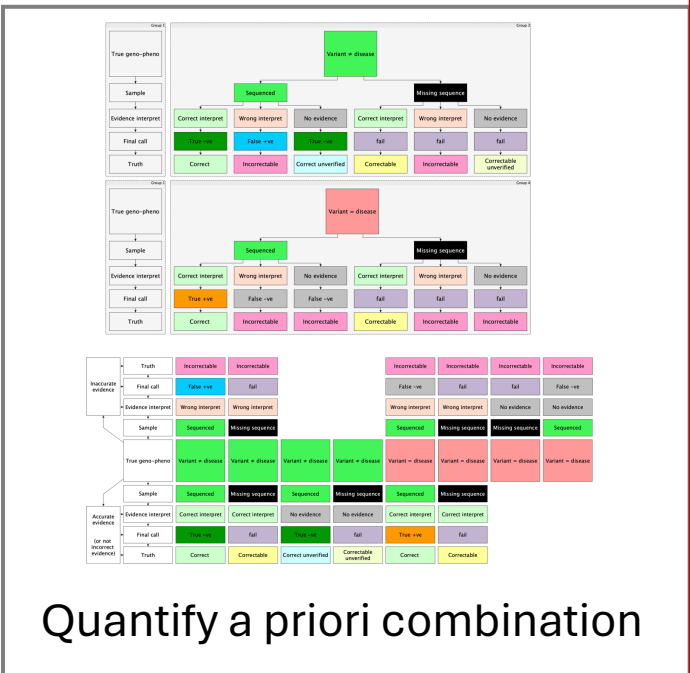 Group 1
Group 2
True geno-pheno
Variant ≠ disease
Sample
Sequenced
Missing sequence
Evidence interpret
Correct interpret
Wrong interpret
No evidence
Correct interpret
Wrong interpret
No evidence
Final call
True -ve
False +ve
True -ve
fail
fail
fail
Truth
Correct
Incorrectable
Correct unverified
Correctable
Incorrectable
Correctable
unverified
Group 4
True geno-pheno
Variant = disease
Sample
Sequenced
Missing sequence
Evidence interpret
Correct interpret
Wrong interpret
No evidence
Correct interpret
Wrong interpret
No evidence
Final call
True +ve
False -ve
False -ve
fail
fail
fail
Truth
Correct
Incorrectable
Incorrectable
Correctable
Incorrectable
Incorrectable
Inaccurate
evidence
Truth
Incorrectable
Incorrectable
Incorrectable
Incorrectable
Incorrectable
Incorrectable
Final call
False +ve
fail
False -ve
fail
fail
False -ve
Evidence interpret
Wrong interpret
Wrong interpret
Wrong interpret
Wrong interpret
No evidence
No evidence
Sample
Sequenced
Missing sequence
Sequenced
Missing sequence
Missing sequence
Sequenced
True geno-pheno
Variant ≠ disease
Variant ≠ disease
Variant ≠ disease
Variant ≠ disease
Variant = disease
Variant = disease
Variant = disease
Variant = disease
Accurate
evidence
(or not
incorrect
evidence)
Sample
Sequenced
Missing sequence
Sequenced
Missing sequence
Sequenced
Missing sequence
Evidence interpret
Correct interpret
Correct interpret
No evidence
No evidence
Correct interpret
Correct interpret
Final call
True -ve
fail
True -ve
fail
True +ve
fail
Truth
Correct
Correctable
Correct unverified
Correctable
unverified
Correct
Correctable
Quantify a priori combination